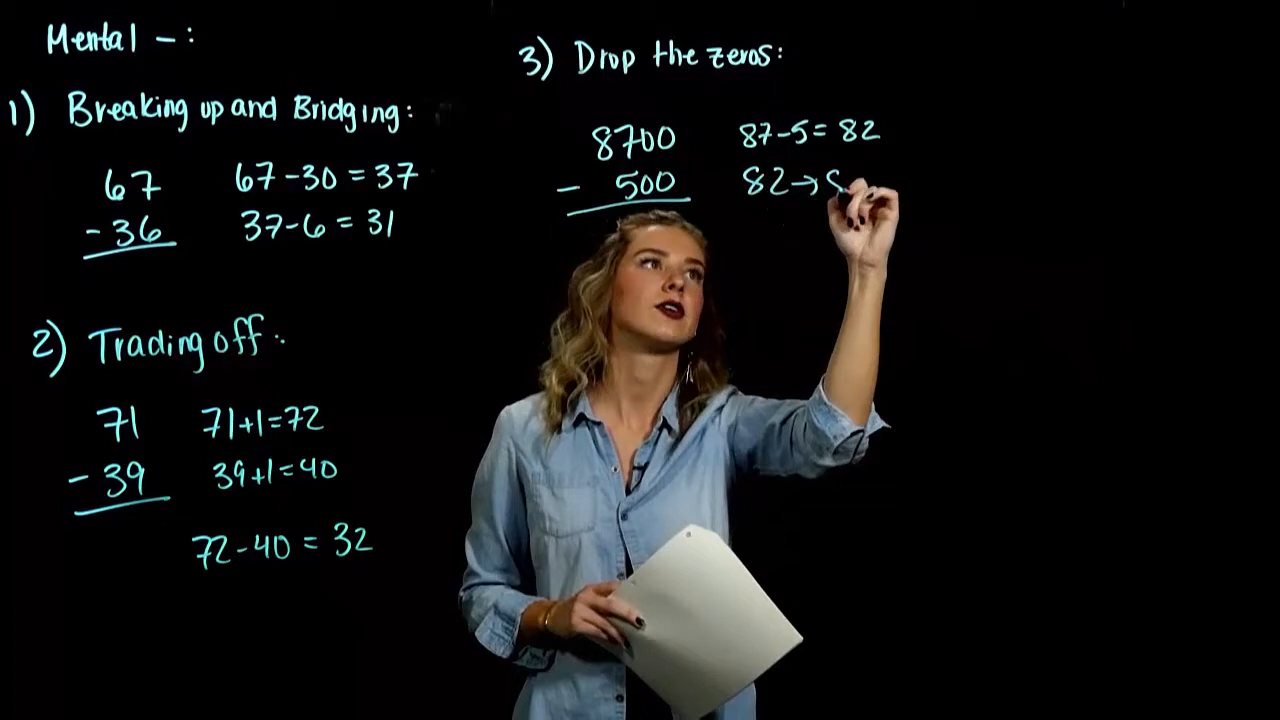 Mental - :
1) Breaking up and Bridging:
67
- 36
67 - 30 = 37
37 - 6 = 31
2) Trading off:
71
- 39
71+1=72
39+1=40
72 - 40 = 32
3) Drop the zeros:
8700
- 500
87-5= 82
82→